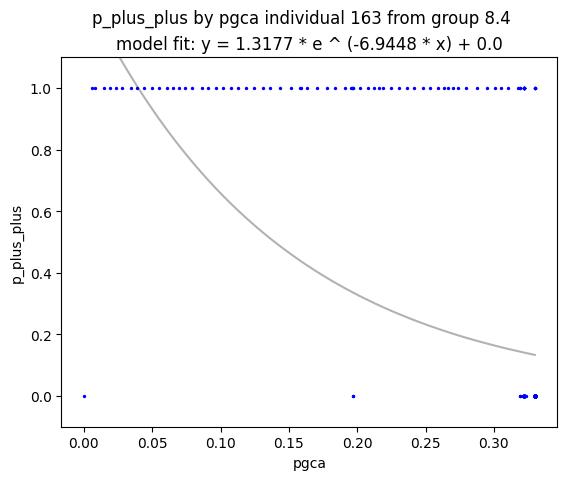 p_plus_plus by pgca individual 163 from group 8.4
model fit: y = 1.3177 * e ^ (-6.9448 * x) + 0.0
1.0
0.8
0.6
0.4
0.2
0.0
p_plus_plus
0.00 0.05 0.10 0.15 0.20 0.25 0.30
pgca